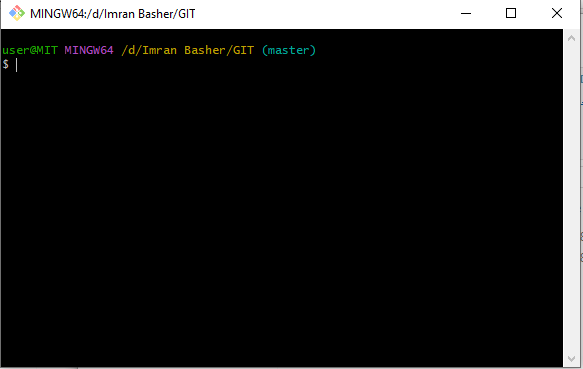 MINGW64:/d/Imran Basher/GIT
user@MIT MINGW64 /d/Imran Basher/GIT (master)
$